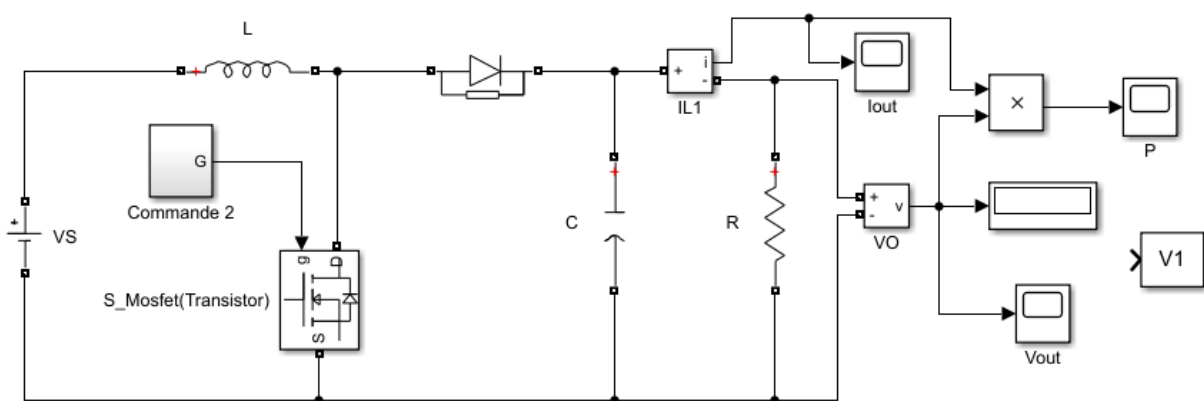 L
i
+
-
IL1
Iout
×
P
G
Commande 2
+
VS
g
D
S
S_Mosfet(Transistor)
C
R
+
-
v
VO
V1
Vout